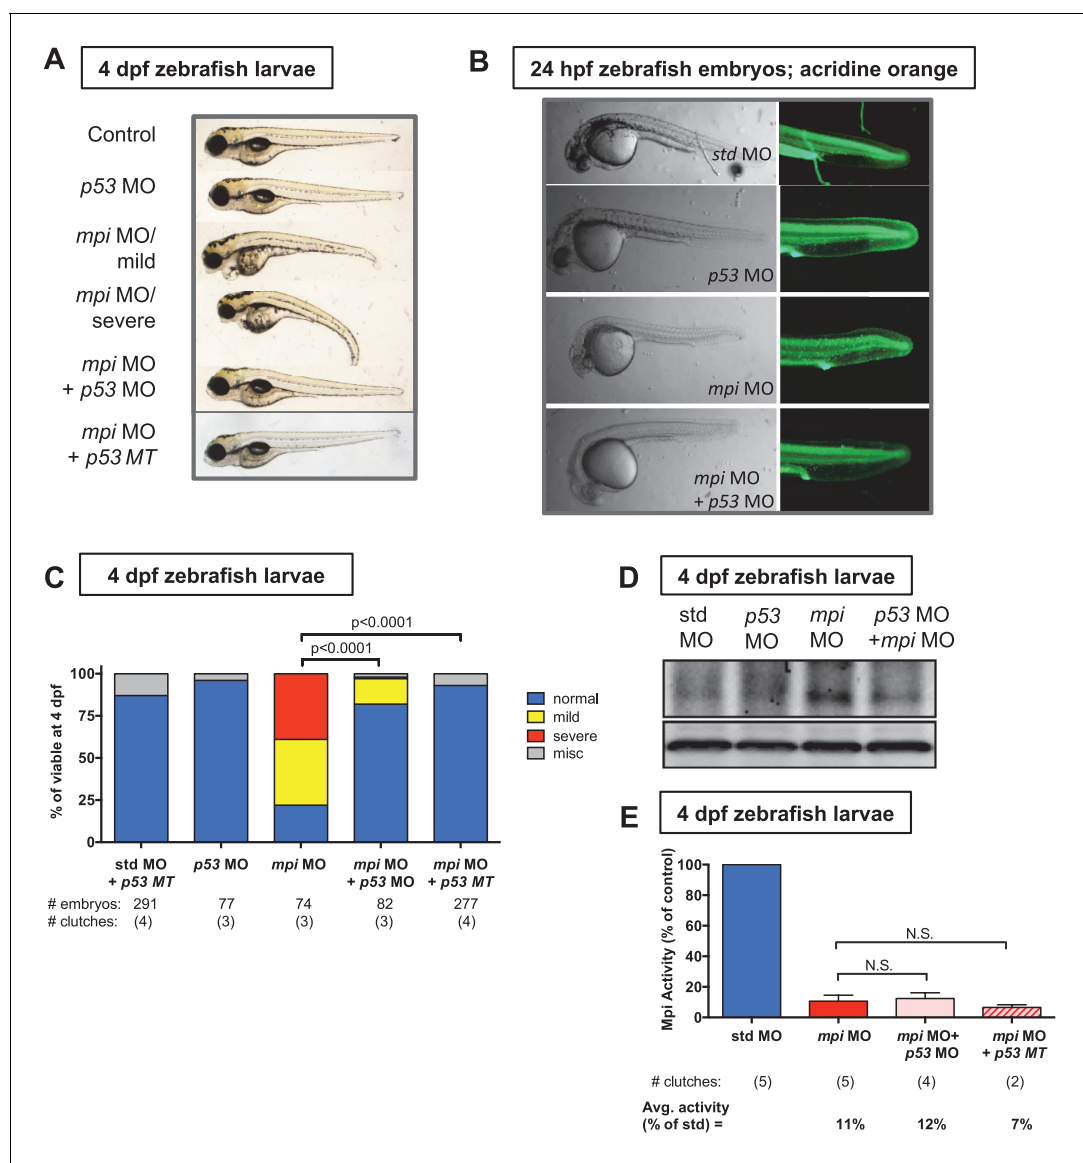 A
4 dpf zebrafish larvae
Control
p53 MO
mpi MO/
mild
mpi MO/
severe
mpi MO
+ p53 MO
mpi MO
+ p53 MT
B
24 hpf zebrafish embryos; acridine orange
std MO
p53 MO
mpi MO
mpi MO
+ p53 MO
C
4 dpf zebrafish larvae
p<0.0001
p<0.0001
% of viable at 4 dpf
100
75
50
25
0
normal
mild
severe
misc
std MO
+ p53 MT
p53 MO
mpi MO
mpi MO
+ p53 MO
mpi MO
+ p53 MT
# embryos: 291 77 74 82 277
# clutches: (4) (3) (3) (3) (4)
D
4 dpf zebrafish larvae
std
MO
p53
MO
mpi
MO
p53 MO
+mpi MO
E
4 dpf zebrafish larvae
Mpi Activity (% of control)
100
80
60
40
20
0
N.S.
N.S.
std MO
mpi MO
mpi MO+
p53 MO
mpi MO
+ p53 MT
# clutches: (5) (5) (4) (2)
Avg. activity
(% of std) = 11% 12% 7%